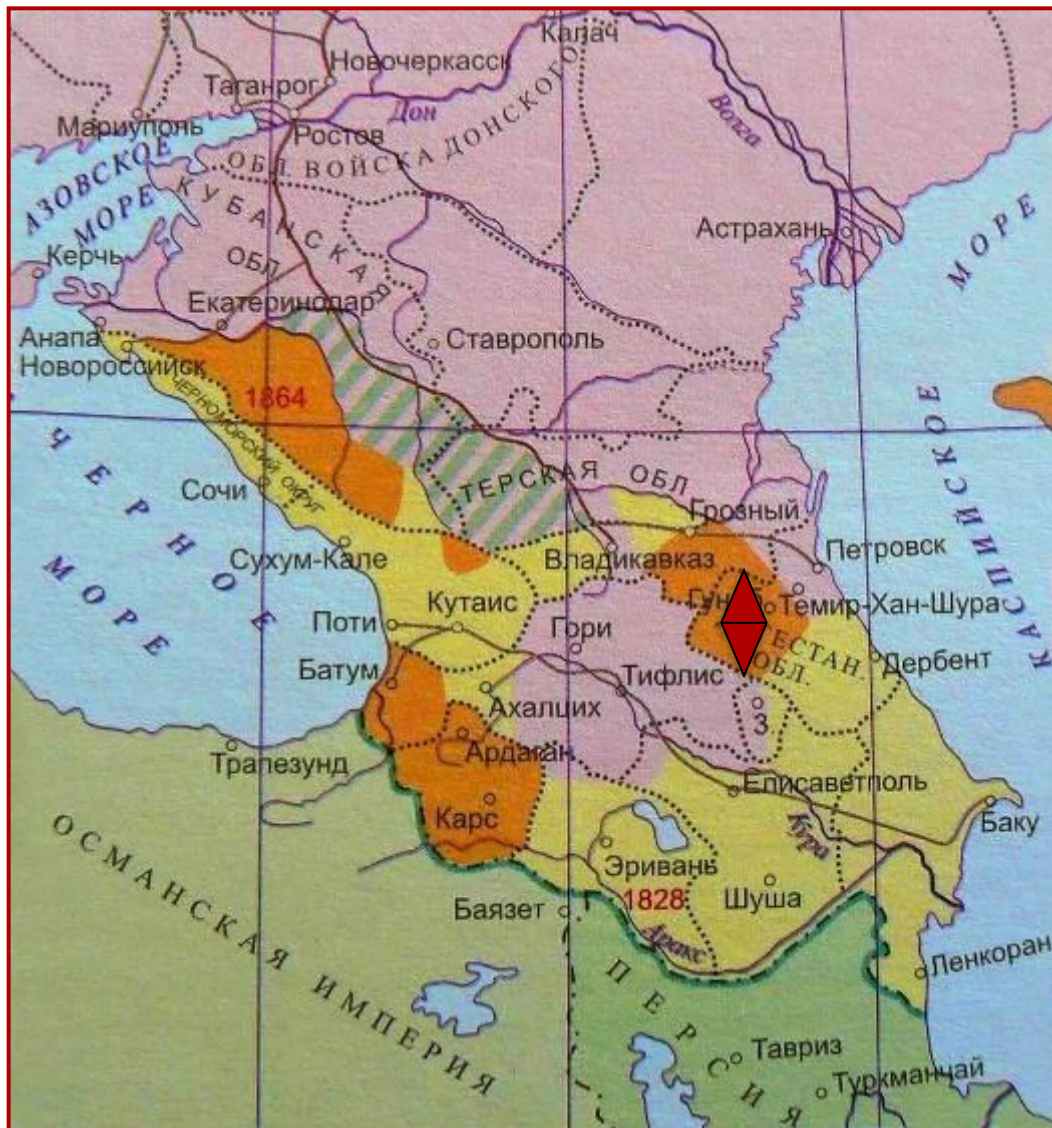 Калач
Новочеркасск
Таганрог
Дон
Волга
Мариуполь
Ростов
ОБЛ. ВОЙСКА ДОНСКОГО
АЗОВСКОЕ
МОРЕ
КУБАНСКАЯ
ОБЛ.
Астрахань
Керчь
Екатеринодар
Анапа
Новороссийск
Ставрополь
1864
ЧЕРНОМОРСКИЙ ОКРУГ
ЧЕРНОЕ
МОРЕ
КАСПИЙСКОЕ
МОРЕ
Сочи
ТЕРСКАЯ ОБЛ
Грозный
Сухум-Кале
Владикавказ
Петровск
Темир-Хан-Шура
Кутаис
Поти
Гори
ЕСТАН.
ОБЛ.
Дербент
Батум
Тифлис
Ахалцих
3
Ардаган
Трапезунд
Елисаветполь
Карс
Баку
Кура
Эривань
ОСМАНСКАЯ ИМПЕРИЯ
1828
Шуша
Баязет
Аракс
Ленкоран
ПЕРСИЯ
Тавриз
Туркманчай